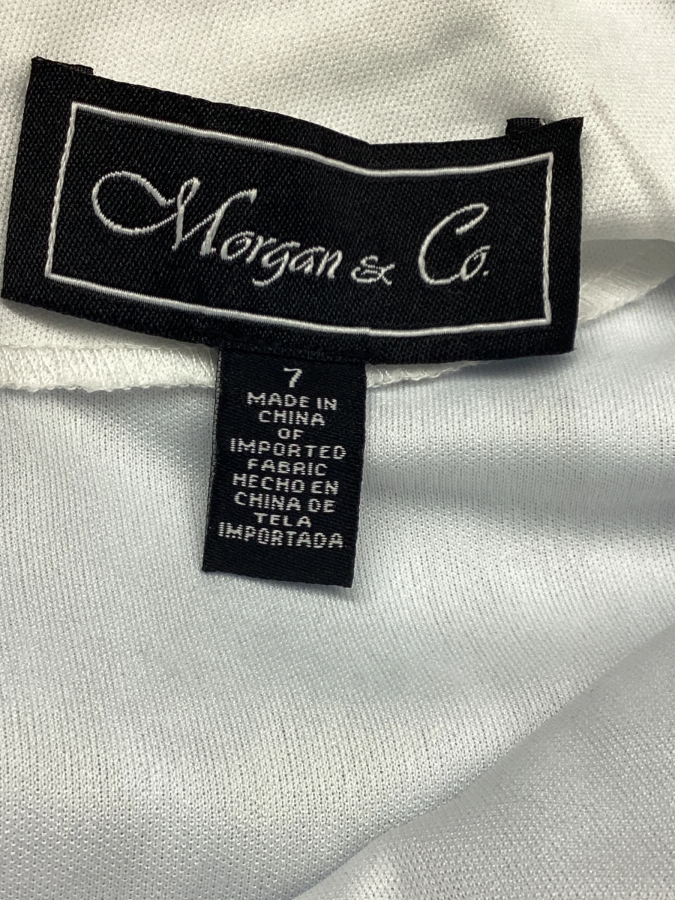 Morgan & Co.
7
MADE IN
CHINA
OF
IMPORTED
FABRIC
HECHO EN
CHINA DE
TELA
IMPORTADA